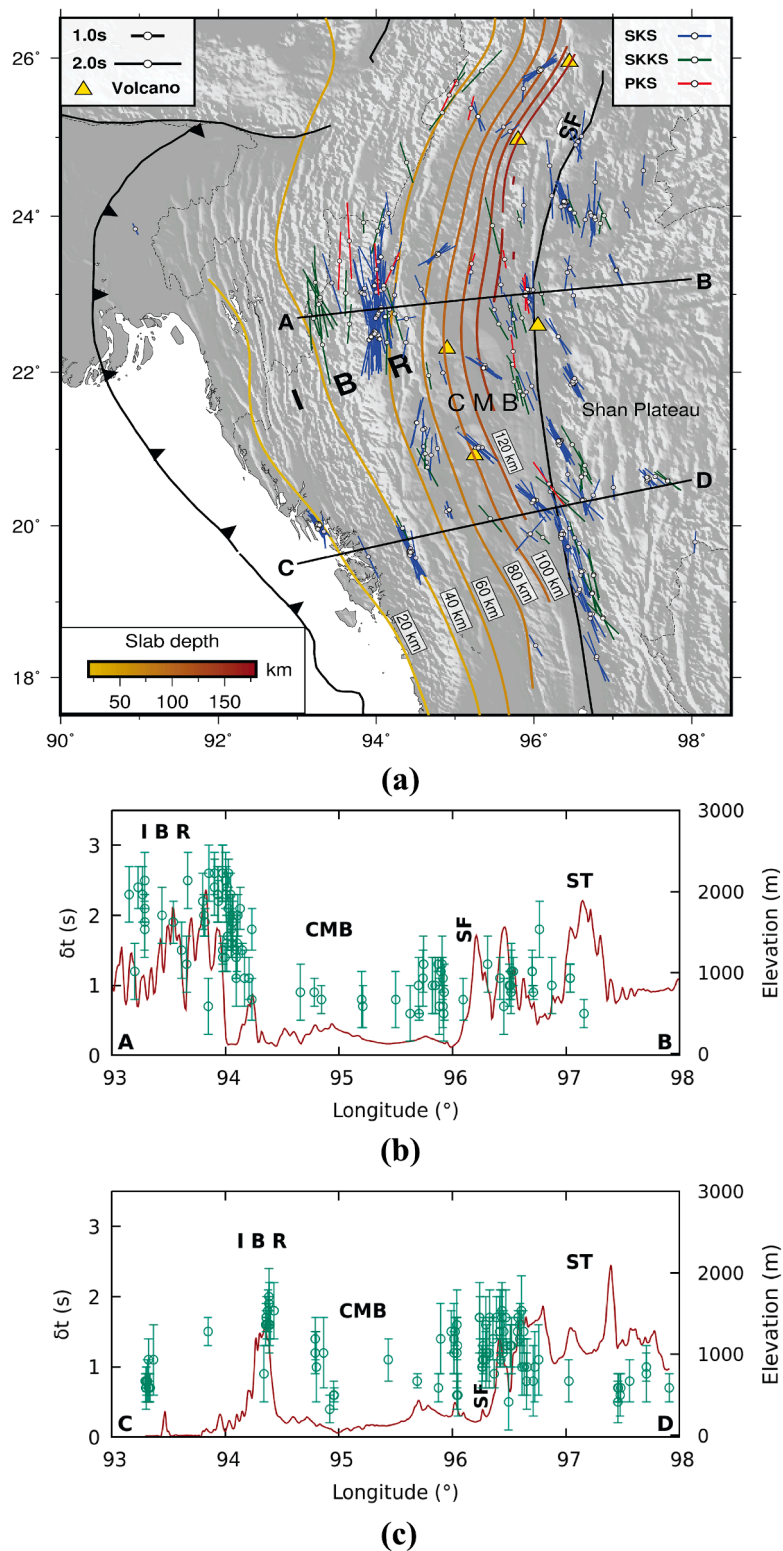 1.0s
2.0s
Volcano
SKS
SKKS
PKS
26˚
24˚
22˚
20˚
18˚
SF
A
B
I B R
C M B
Shan Plateau
120 km
D
C
100 km
80 km
60 km
40 km
20 km
Slab depth
km
50 100 150
90˚ 92˚ 94˚ 96˚ 98˚
(a)
I B R
CMB
SF
ST
A
B
3
2
1
0
δt (s)
3000
2000
1000
0
Elevation (m)
93 94 95 96 97 98
Longitude (°)
(b)
I B R
CMB
SF
ST
C
D
3
2
1
0
δt (s)
3000
2000
1000
0
Elevation (m)
93 94 95 96 97 98
Longitude (°)
(c)